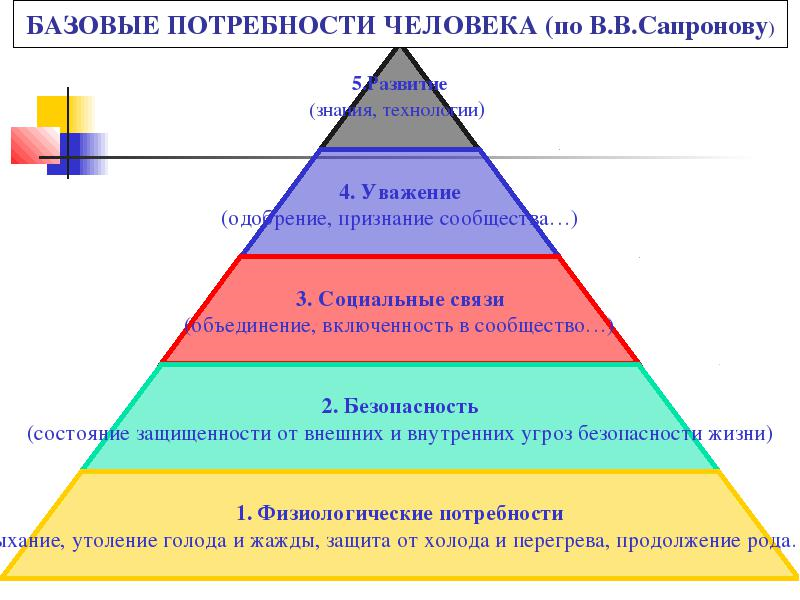 БАЗОВЫЕ ПОТРЕБНОСТИ ЧЕЛОВЕКА (по В.В.Сапронову)
5.Развитие
(знания, технологии)
4. Уважение
(одобрение, признание сообщества…)
3. Социальные связи
(объединение, включенность в сообщество…)
2. Безопасность
(состояние защищенности от внешних и внутренних угроз безопасности жизни)
1. Физиологические потребности
утоление голода и жажды, защита от холода и перегрева, продолжение рода.